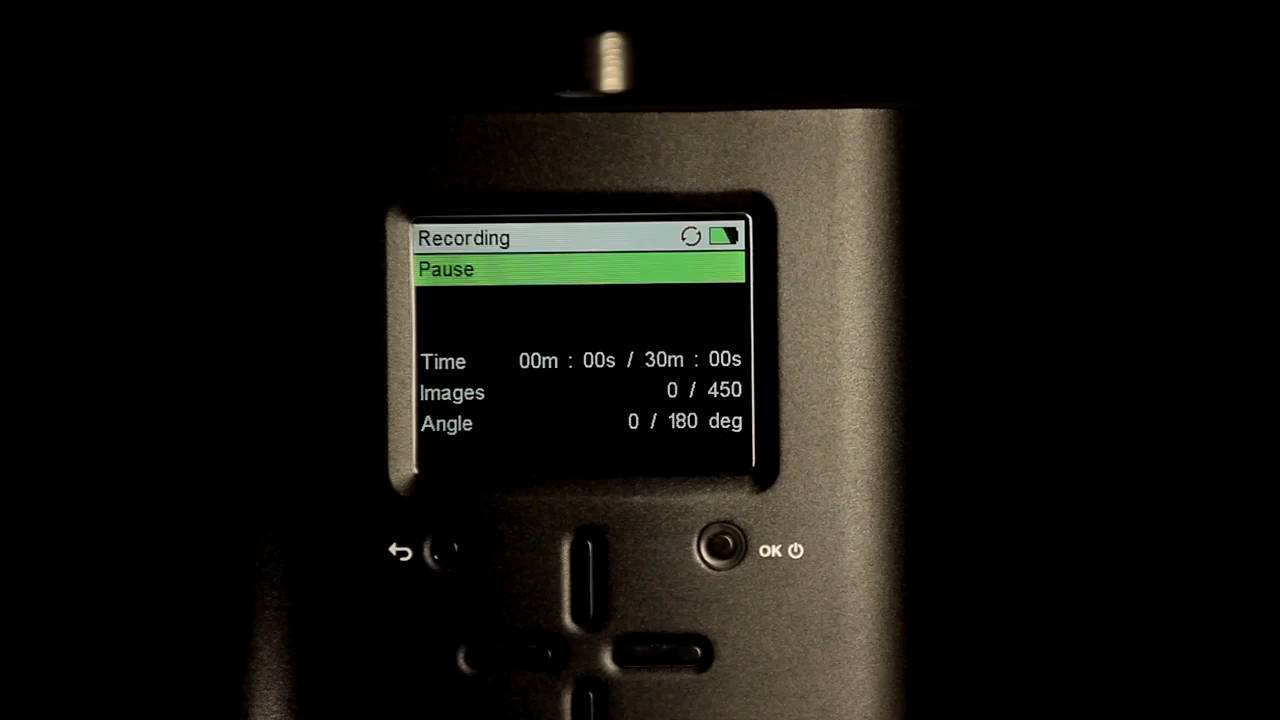 Recording
Pause
Time 00m : 00s / 30m : 00s
Images 0 / 450
Angle 0 / 180 deg
OK